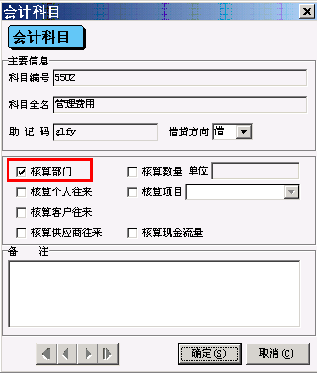 会计科目
会计科目
主要信息
科目编号 5502
科目全名 管理费用
助记码 glfy 借贷方向 借
核算部门 核算数量 单位
核算个人往来 核算项目
核算客户往来
核算供应商往来 核算现金流量
备 注
确定(S) 取消(C)